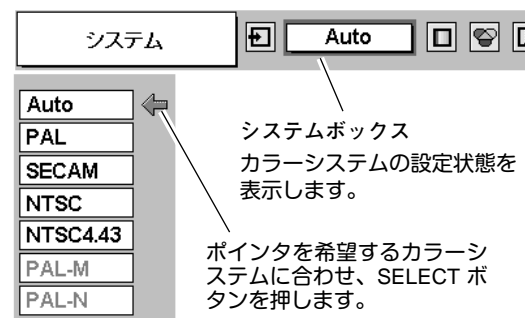 システム
Auto
Auto
PAL
SECAM
NTSC
NTSC4.43
PAL-M
PAL-N
システムボックス
カラーシステムの設定状態を
表示します。
ポインタを希望するカラーシ
ステムに合わせ、SELECT ボ
タンを押します。